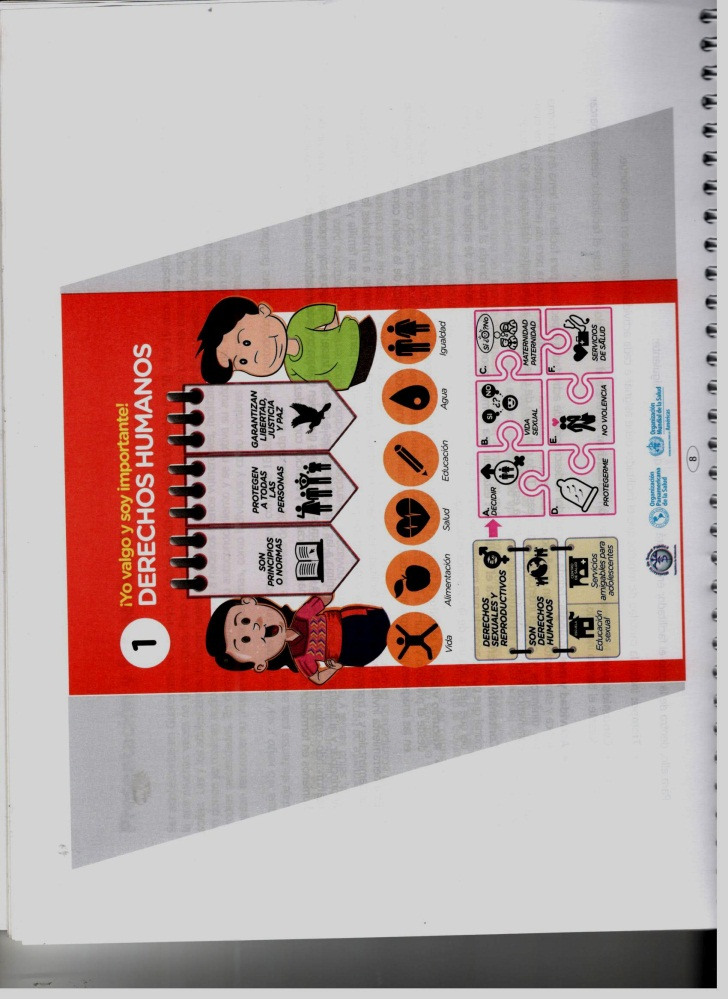 1
¡Yo valgo y soy importante!
DERECHOS HUMANOS
SON
PRINCIPIOS
O NORMAS
PROTEGEN
A TODAS
LAS
PERSONAS
GARANTIZAN
LIBERTAD,
JUSTICIA
Y PAZ
Vida
Alimentación
Salud
Educación
Agua
Igualdad
DERECHOS
SEXUALES Y
REPRODUCTIVOS
SON
DERECHOS
HUMANOS
Educación
sexual
Servicios
amigables para
adolescentes
A.
DECIDIR
B.
SI
NO
¿?
VIDA
SEXUAL
C.
MATERNIDAD
PATERNIDAD
D.
PROTEGERME
E.
NO VIOLENCIA
F.
SERVICIOS
DE SALUD
Organización
Panamericana
de la Salud
Organización
Mundial de la Salud
Américas
8